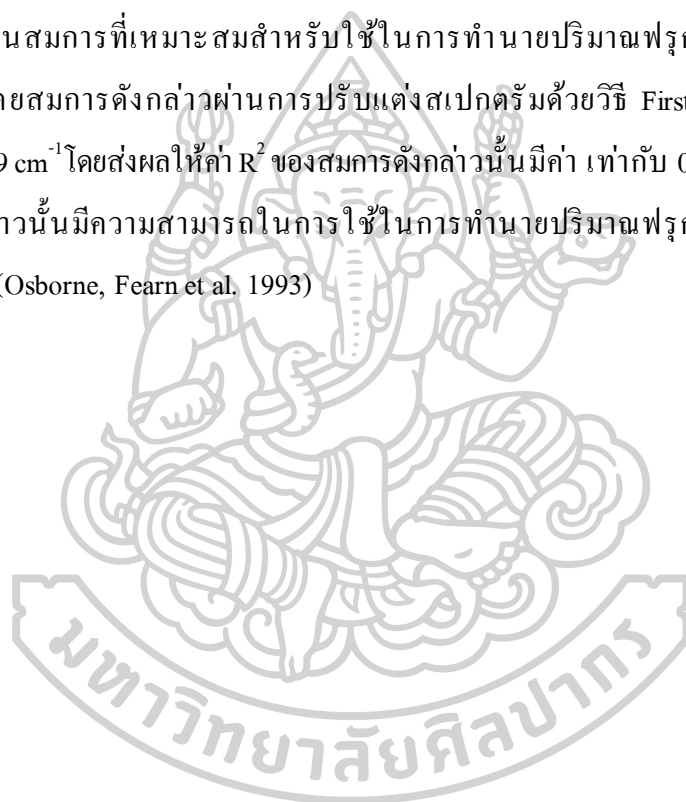 นสมการที่เหมาะสมสำหรับใช้ในการทำนายปริมาณฟรุก
ดยสมการดังกล่าวผ่านการปรับแต่งสเปกตรัมด้วยวิธี First
9 cm⁻¹โดยส่งผลให้ค่า R² ของสมการดังกล่าวนั้นมีค่า เท่ากับ 0
าวนั้นมีความสามารถในการใช้ในการทำนายปริมาณฟรุก
(Osborne, Fearn et al. 1993)
มหาวิทยาลัยศิลปากร